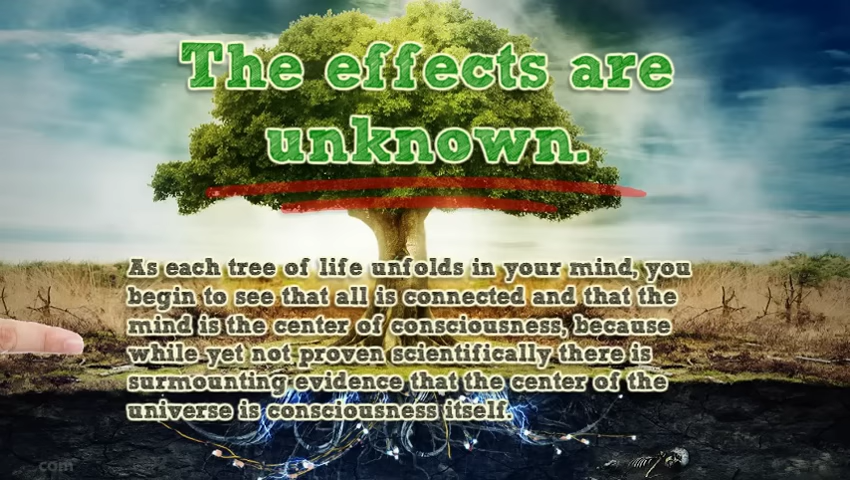 The effects are
unknown.
As each tree of life unfolds in your mind, you
begin to see that all is connected and that the
mind is the center of consciousness, because
while yet not proven scientifically there is
surmounting evidence that the center of the
universe is consciousness itself.
com